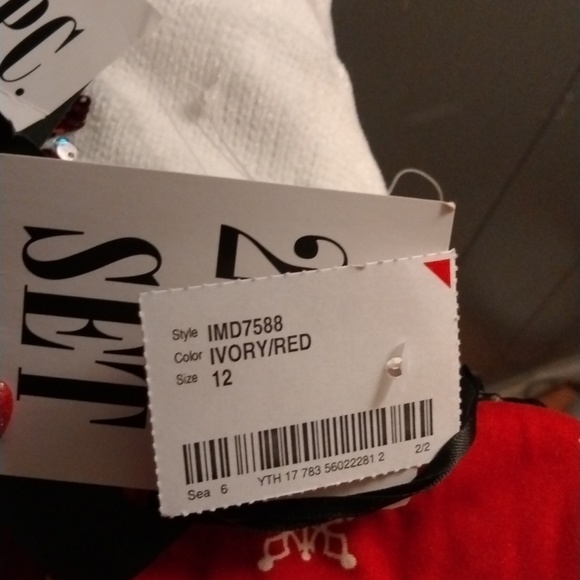 PC.
2
SET
Style IMD7588
Color IVORY/RED
Size 12
Sea 6 YTH 17 783 56022281 2 2/2